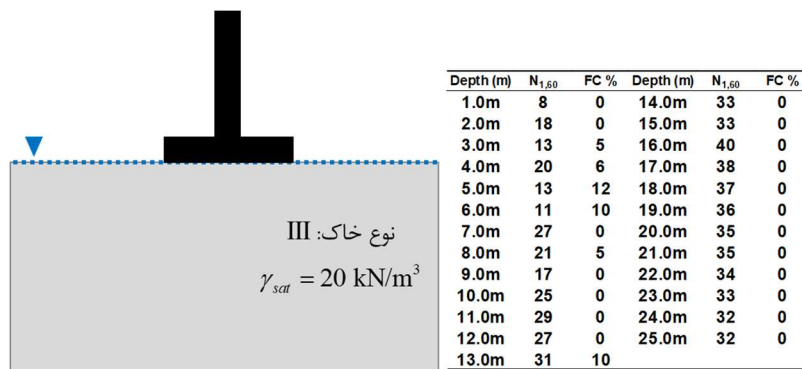 نوع خاک: III
γsat = 20 kN/m³
Depth (m) N1,60 FC % Depth (m) N1,60 FC %
1.0m 8 0 14.0m 33 0
2.0m 18 0 15.0m 33 0
3.0m 13 5 16.0m 40 0
4.0m 20 6 17.0m 38 0
5.0m 13 12 18.0m 37 0
6.0m 11 10 19.0m 36 0
7.0m 27 0 20.0m 35 0
8.0m 21 5 21.0m 35 0
9.0m 17 0 22.0m 34 0
10.0m 25 0 23.0m 33 0
11.0m 29 0 24.0m 32 0
12.0m 27 0 25.0m 32 0
13.0m 31 10